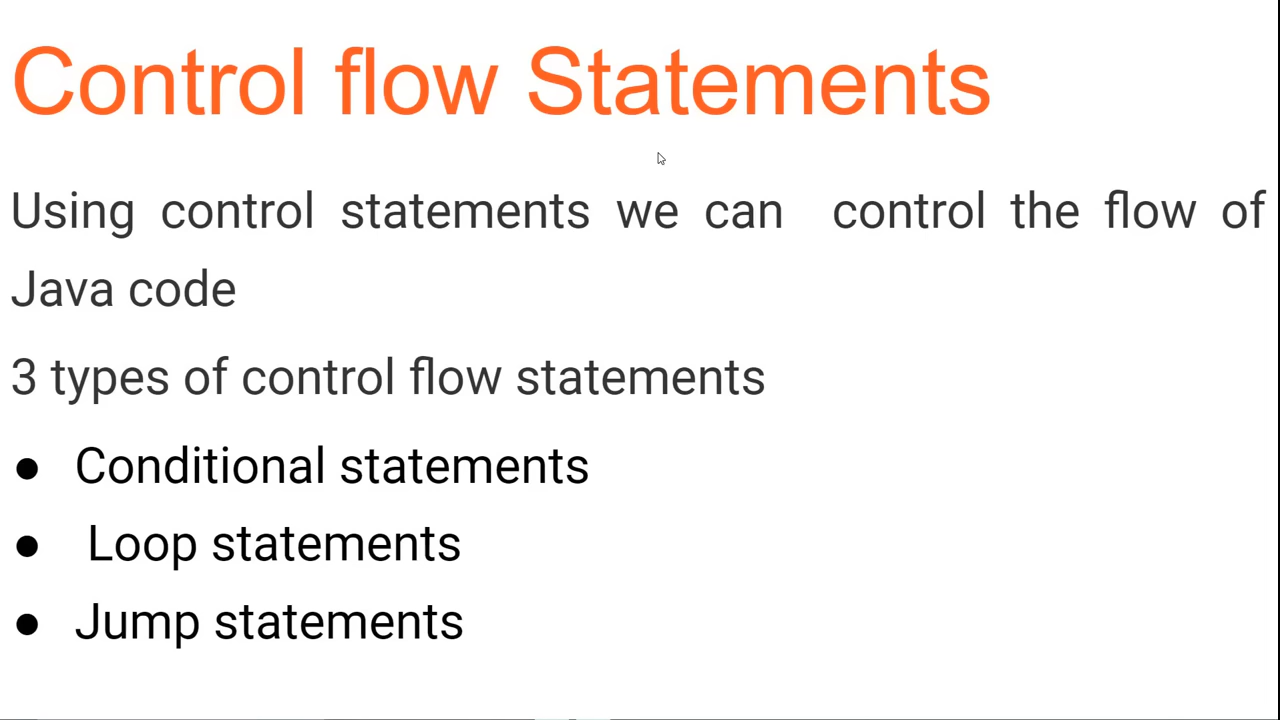 Control flow Statements
Using control statements we can control the flow of
Java code
3 types of control flow statements
● Conditional statements
● Loop statements
● Jump statements